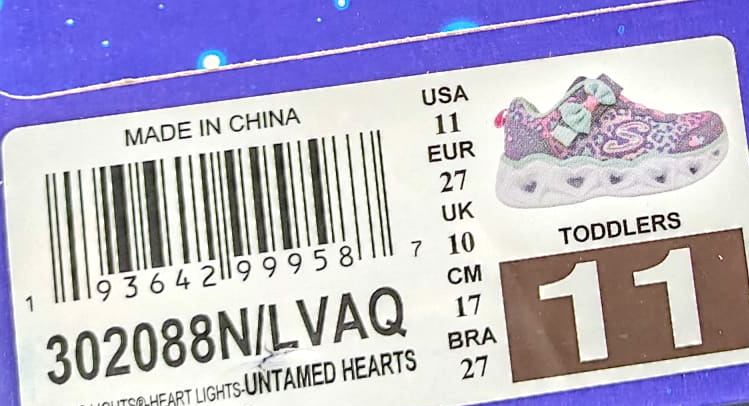 MADE IN CHINA
1 93642 99958 7
302088N/LVAQ
LIGHTS®-HEART LIGHTS-UNTAMED HEARTS
USA
11
EUR
27
UK
10
CM
17
BRA
27
S
TODDLERS
11